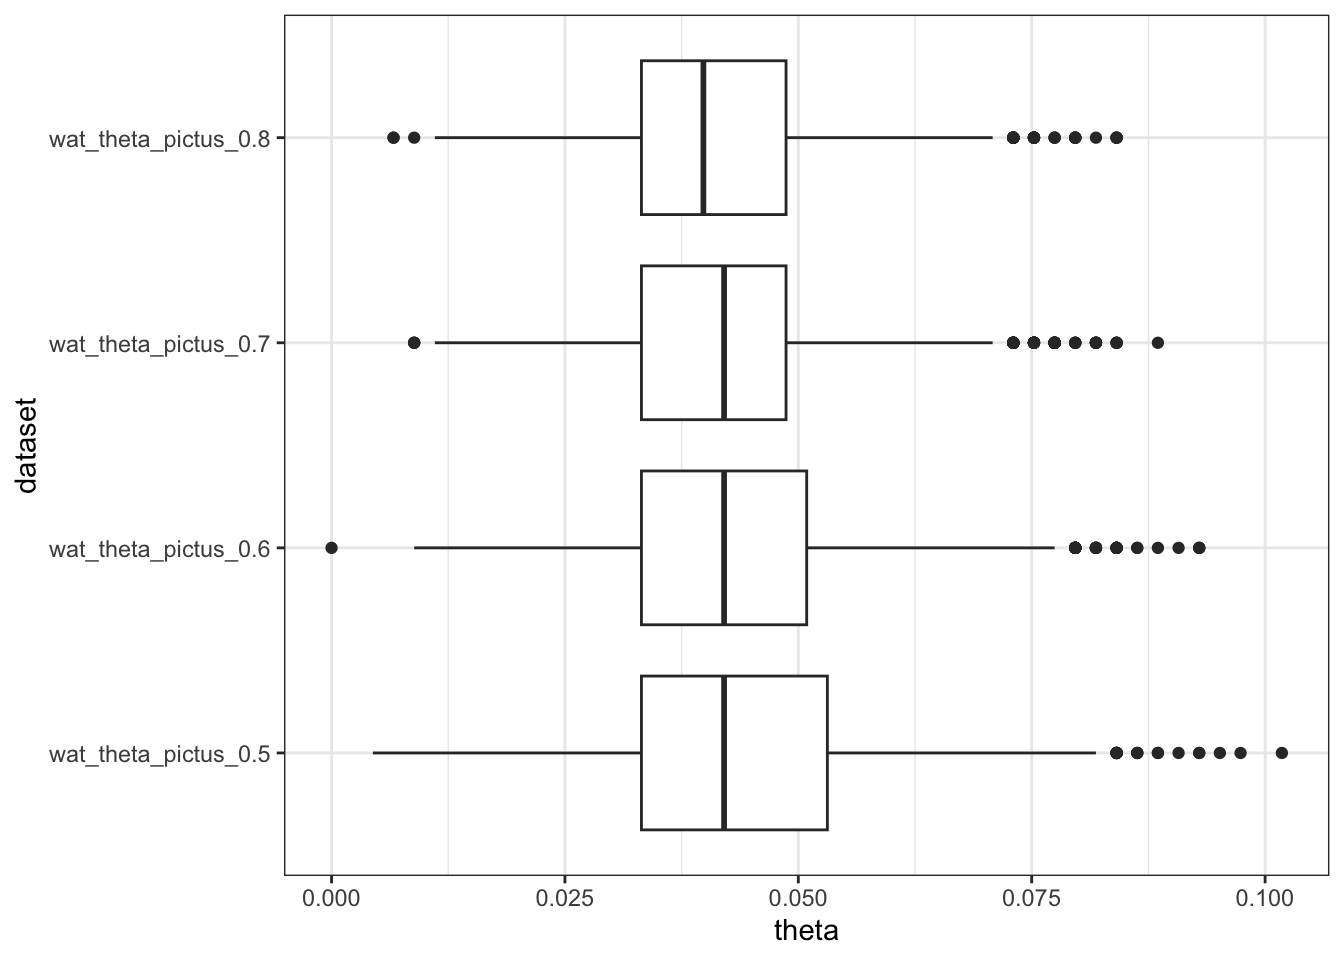 wat_theta_pictus_0.8
wat_theta_pictus_0.7
dataset
wat_theta_pictus_0.6
wat_theta_pictus_0.5
0.000 0.025 0.050 0.075 0.100
theta